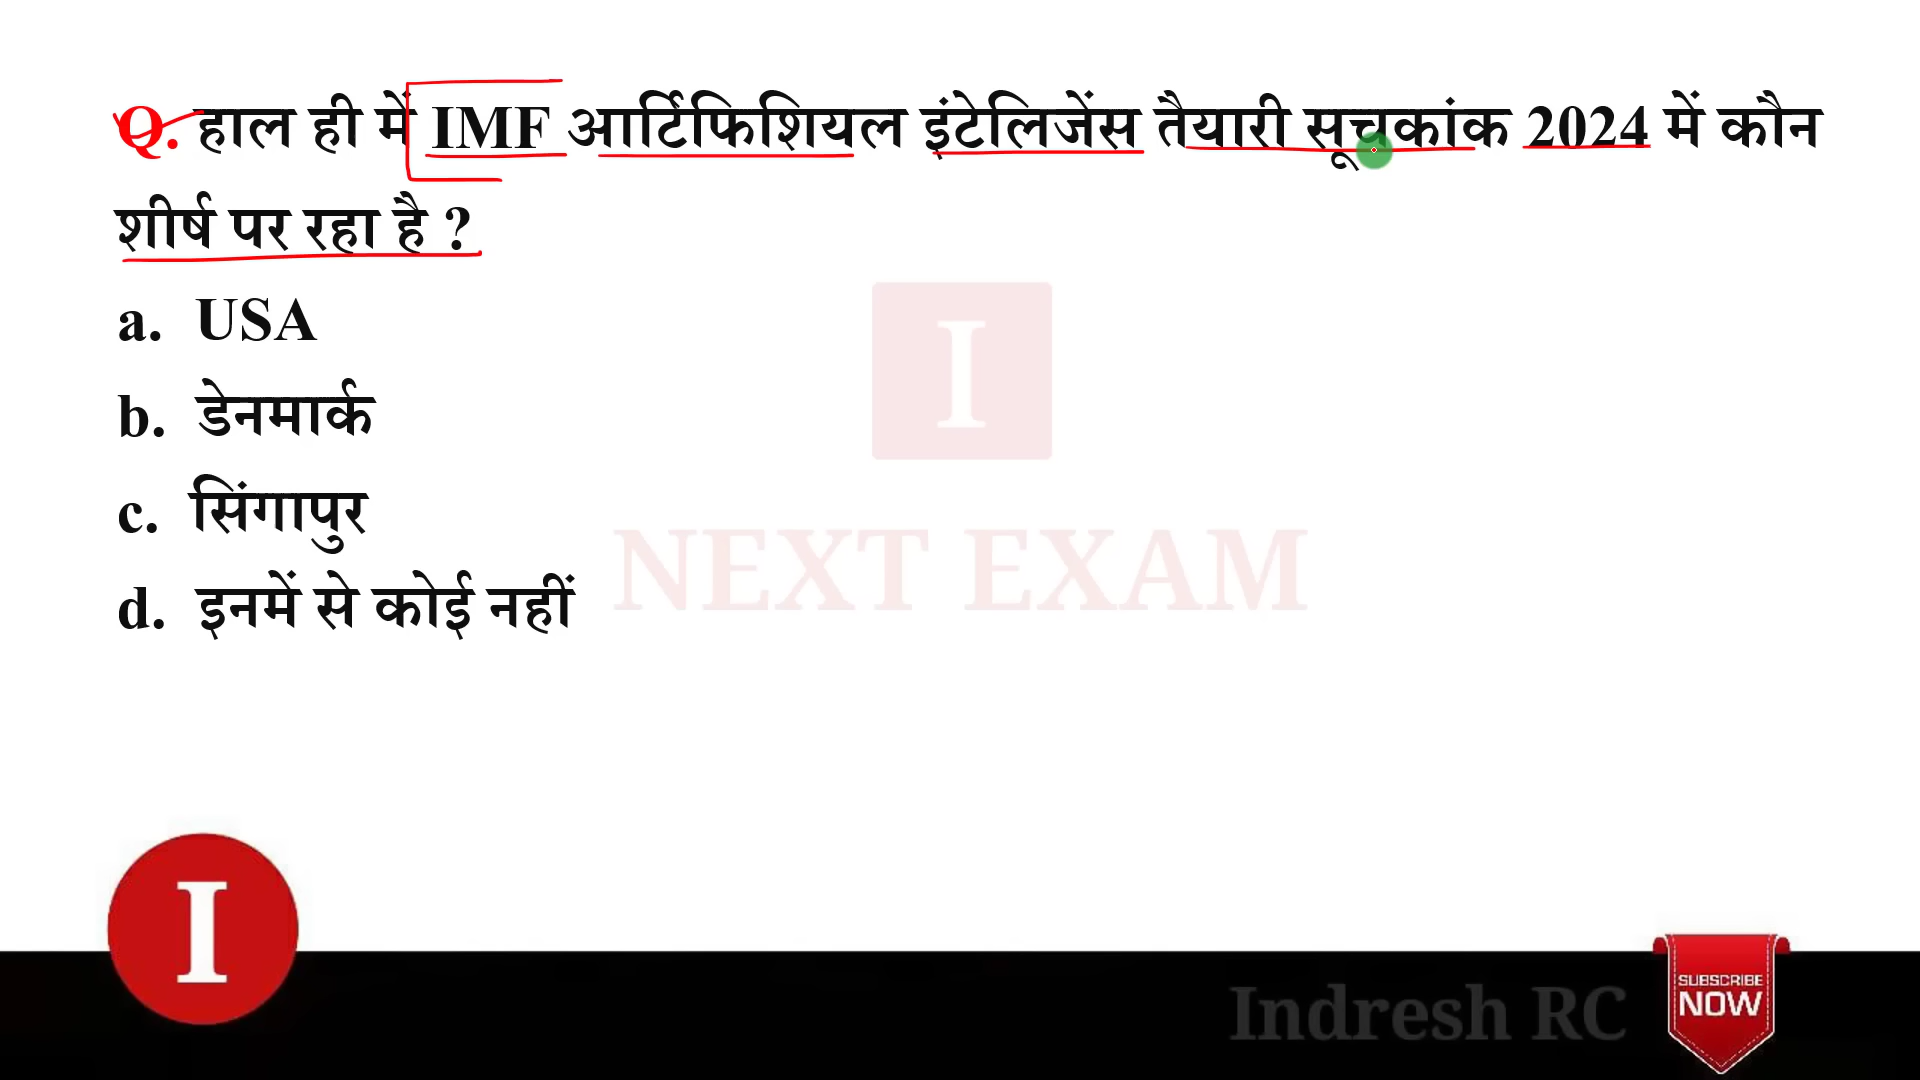 Q. हाल ही में IMF आर्टिफिशियल इंटेलिजेंस तैयारी सूचकांक 2024 में कौन
शीर्ष पर रहा है ?
a. USA
b. डेनमार्क
c. सिंगापुर
d. इनमें से कोई नहीं
I
NEXT EXAM
I
Indresh RC
SUBSCRIBE
NOW